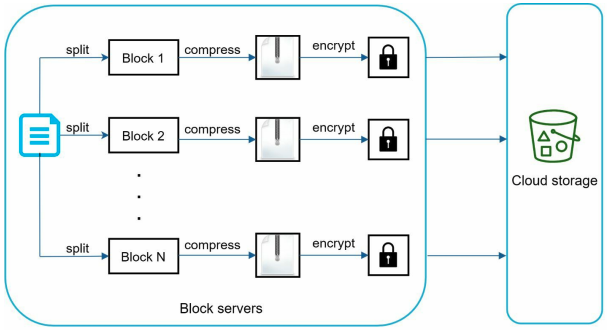 split
Block 1
compress
encrypt
split
Block 2
compress
encrypt
split
Block N
compress
encrypt
Cloud storage
Block servers